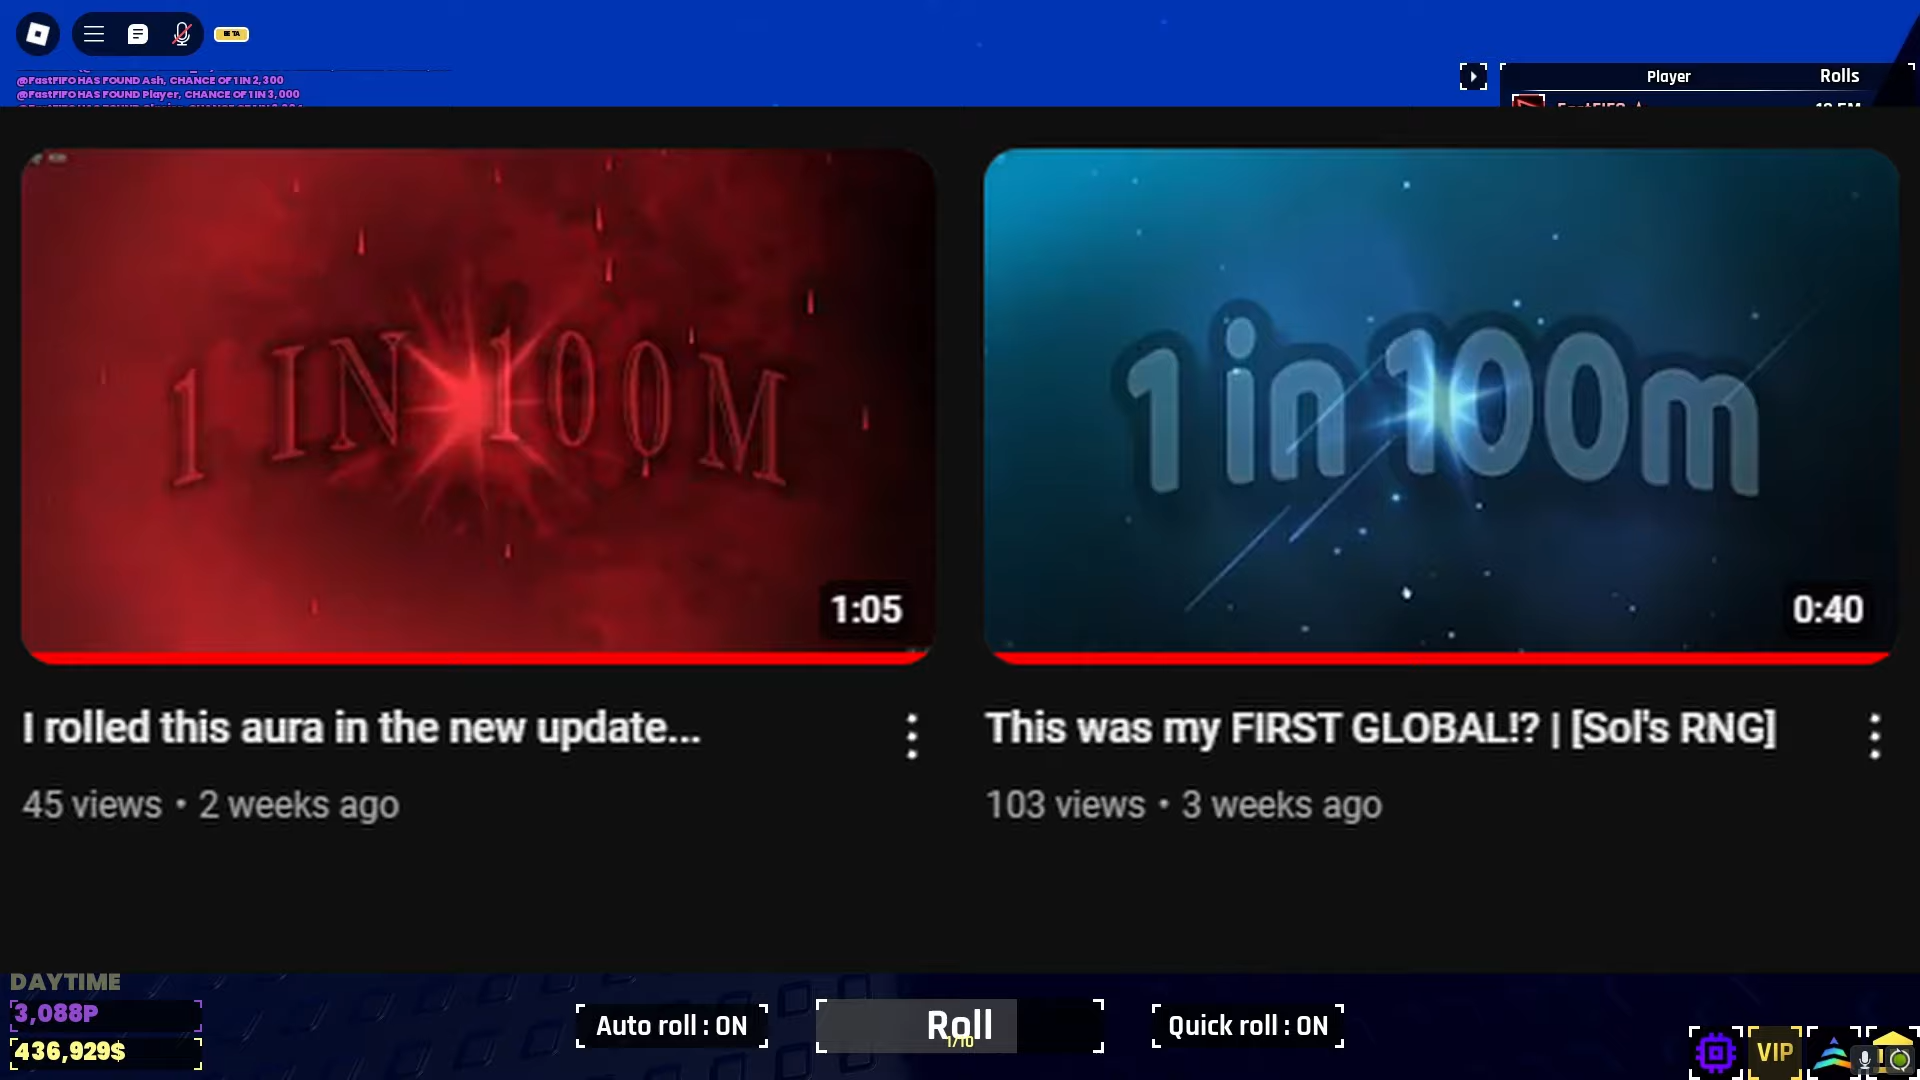 BETA
@FastFIFO HAS FOUND Ash, CHANCE OF 1 IN 2,300
@FastFIFO HAS FOUND Player, CHANCE OF 1 IN 3,000
Player Rolls
1 IN 100M
1:05
1 in 100m
0:40
I rolled this aura in the new update...
45 views • 2 weeks ago
This was my FIRST GLOBAL!? | [Sol's RNG]
103 views • 3 weeks ago
DAYTIME
3,088P
436,929$
Auto roll : ON
Roll
1/10
Quick roll : ON
VIP